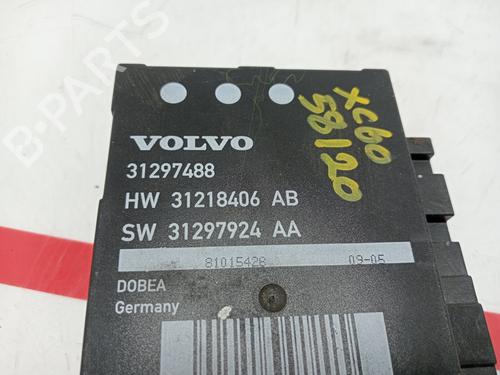 B-PARTS
VOLVO
31297488
HW 31218406 AB
SW 31297924 AA
81015428 09-05
DOBEA
Germany
XC60
58120